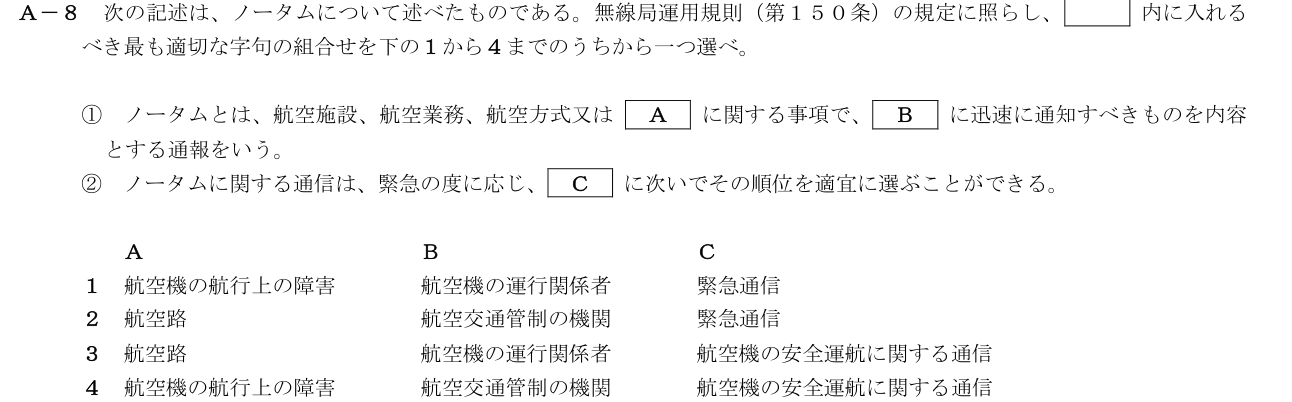 A－8 次の記述は、ノータムについて述べたものである。無線局運用規則（第１５０条）の規定に照らし、 内に入れる
べき最も適切な字句の組合せを下の1から4までのうちから一つ選べ。
① ノータムとは、航空施設、航空業務、航空方式又は A に関する事項で、 B に迅速に通知すべきものを内容
とする通報をいう。
② ノータムに関する通信は、緊急の度に応じ、 C に次いでその順位を適宜に選ぶことができる。
A B C
1 航空機の航行上の障害 航空機の運行関係者 緊急通信
2 航空路 航空交通管制の機関 緊急通信
3 航空路 航空機の運行関係者 航空機の安全運航に関する通信
4 航空機の航行上の障害 航空交通管制の機関 航空機の安全運航に関する通信